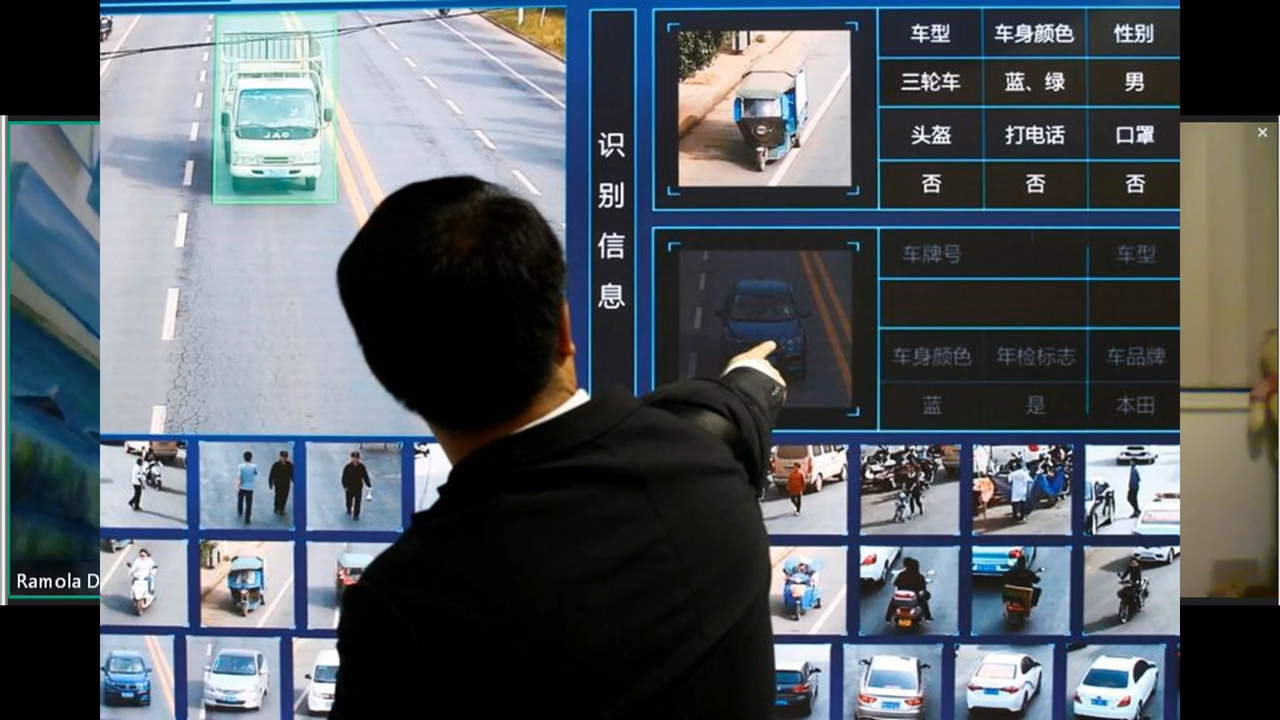 JAC
识别信息
车型 车身颜色 性别
三轮车 蓝、绿 男
头盔 打电话 口罩
否 否 否
车牌号 车型
车身颜色 年检标志 车品牌
蓝 是 本田
Ramola D